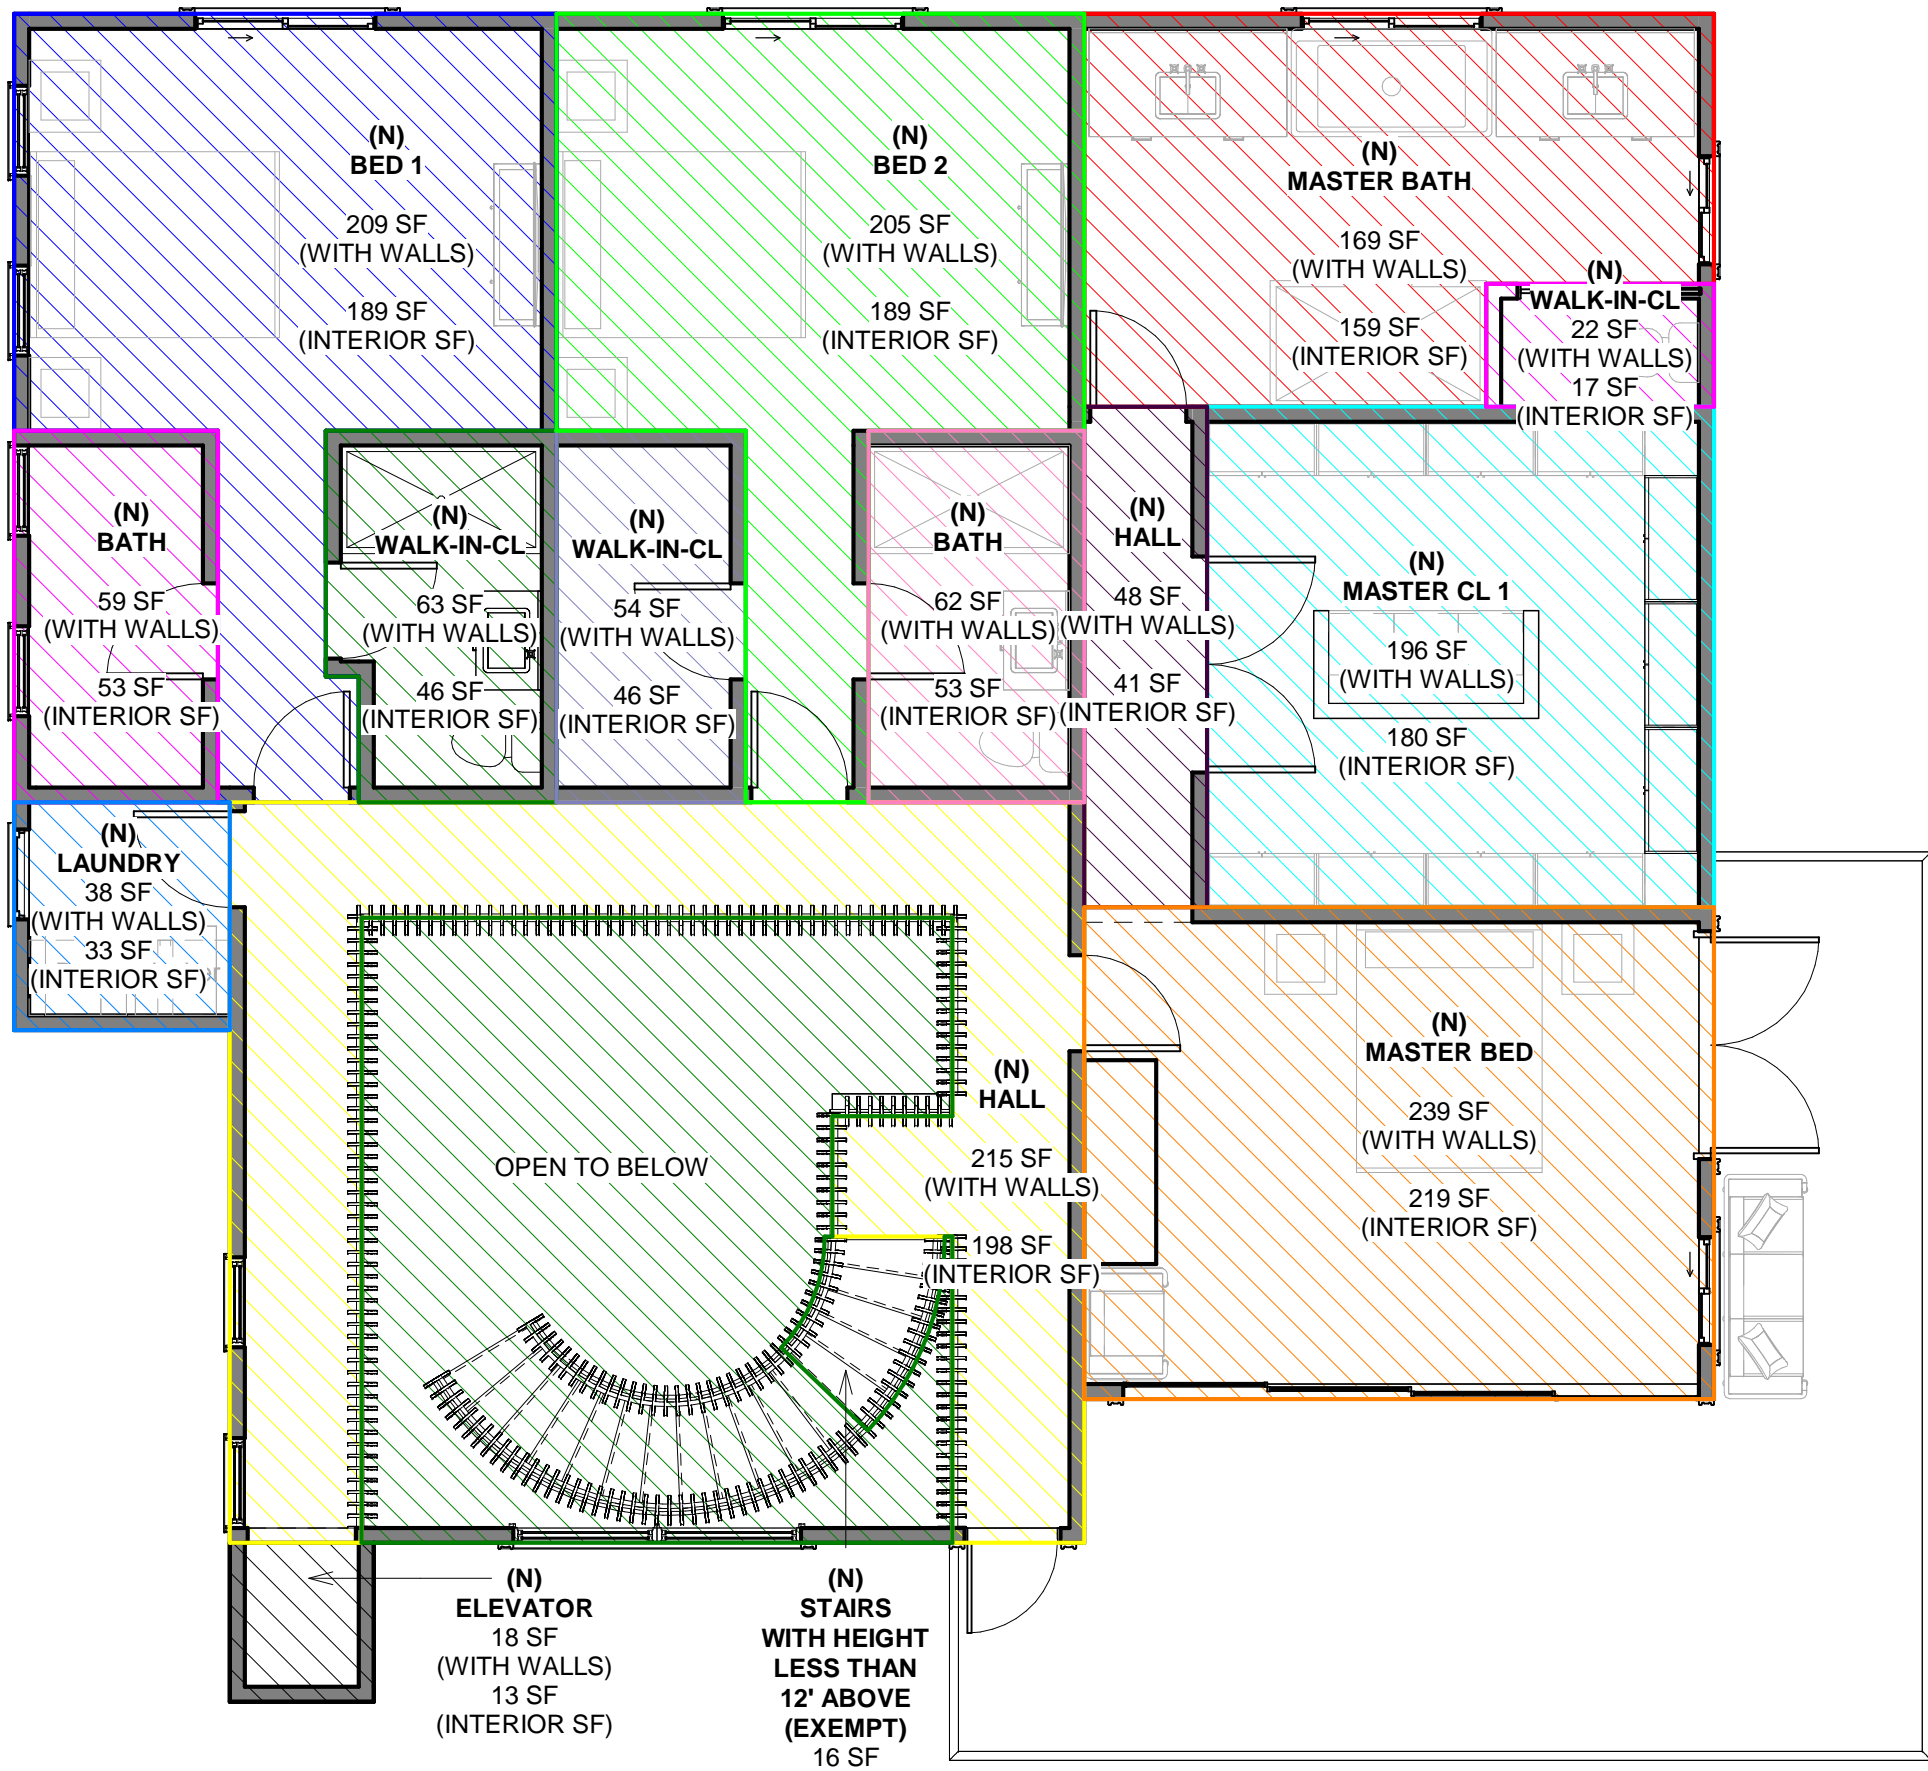 (N)
BED 1
209 SF
(WITH WALLS)
189 SF
(INTERIOR SF)
(N)
BED 2
205 SF
(WITH WALLS)
189 SF
(INTERIOR SF)
(N)
MASTER BATH
169 SF
(WITH WALLS)
159 SF
(INTERIOR SF)
(N)
WALK-IN-CL
22 SF
(WITH WALLS)
17 SF
(INTERIOR SF)
(N)
BATH
59 SF
(WITH WALLS)
53 SF
(INTERIOR SF)
(N)
WALK-IN-CL
63 SF
(WITH WALLS)
46 SF
(INTERIOR SF)
(N)
WALK-IN-CL
54 SF
(WITH WALLS)
46 SF
(INTERIOR SF)
(N)
BATH
62 SF
(WITH WALLS)
53 SF
(INTERIOR SF)
(N)
HALL
48 SF
(WITH WALLS)
41 SF
(INTERIOR SF)
(N)
MASTER CL 1
196 SF
(WITH WALLS)
180 SF
(INTERIOR SF)
(N)
LAUNDRY
38 SF
(WITH WALLS)
33 SF
(INTERIOR SF)
OPEN TO BELOW
(N)
HALL
215 SF
(WITH WALLS)
198 SF
(INTERIOR SF)
(N)
MASTER BED
239 SF
(WITH WALLS)
219 SF
(INTERIOR SF)
(N)
ELEVATOR
18 SF
(WITH WALLS)
13 SF
(INTERIOR SF)
(N)
STAIRS
WITH HEIGHT
LESS THAN
12' ABOVE
(EXEMPT)
16 SF